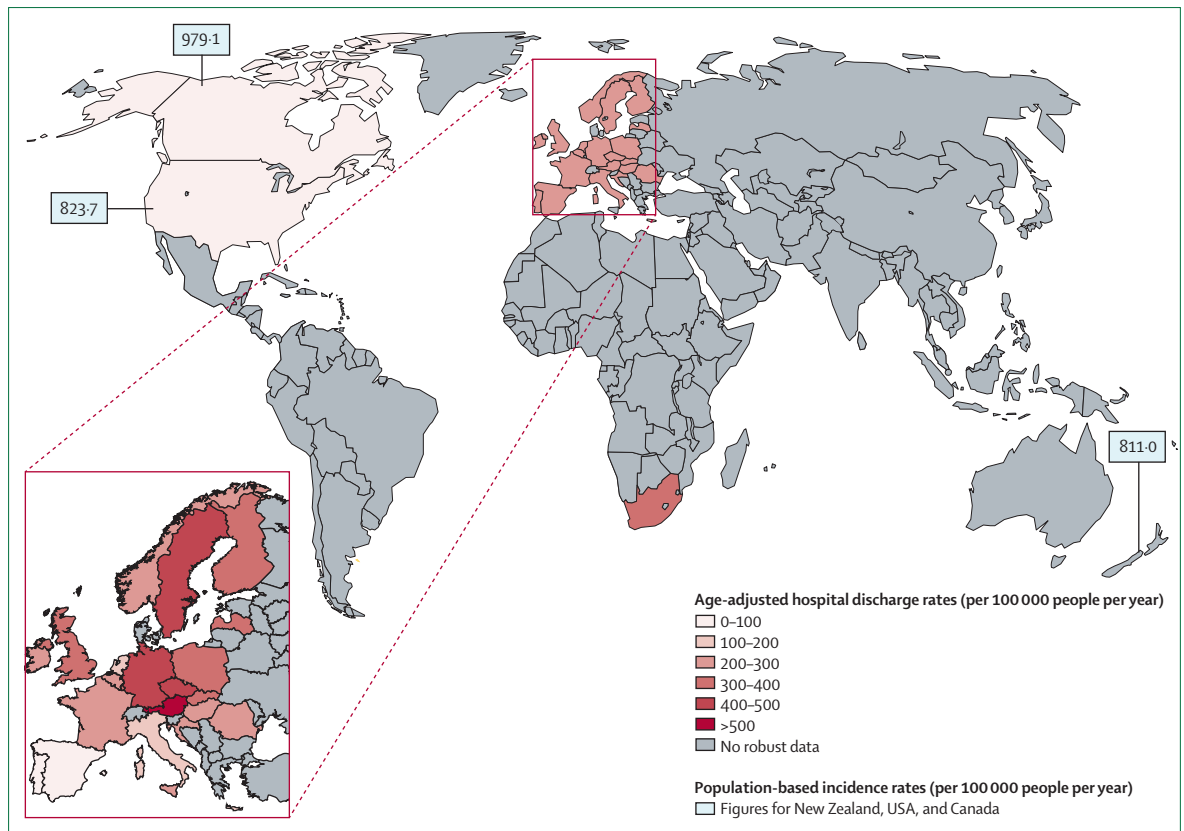 979·1
823·7
811·0
Age-adjusted hospital discharge rates (per 100 000 people per year)
0–100
100–200
200–300
300–400
400–500
>500
No robust data
Population-based incidence rates (per 100 000 people per year)
Figures for New Zealand, USA, and Canada